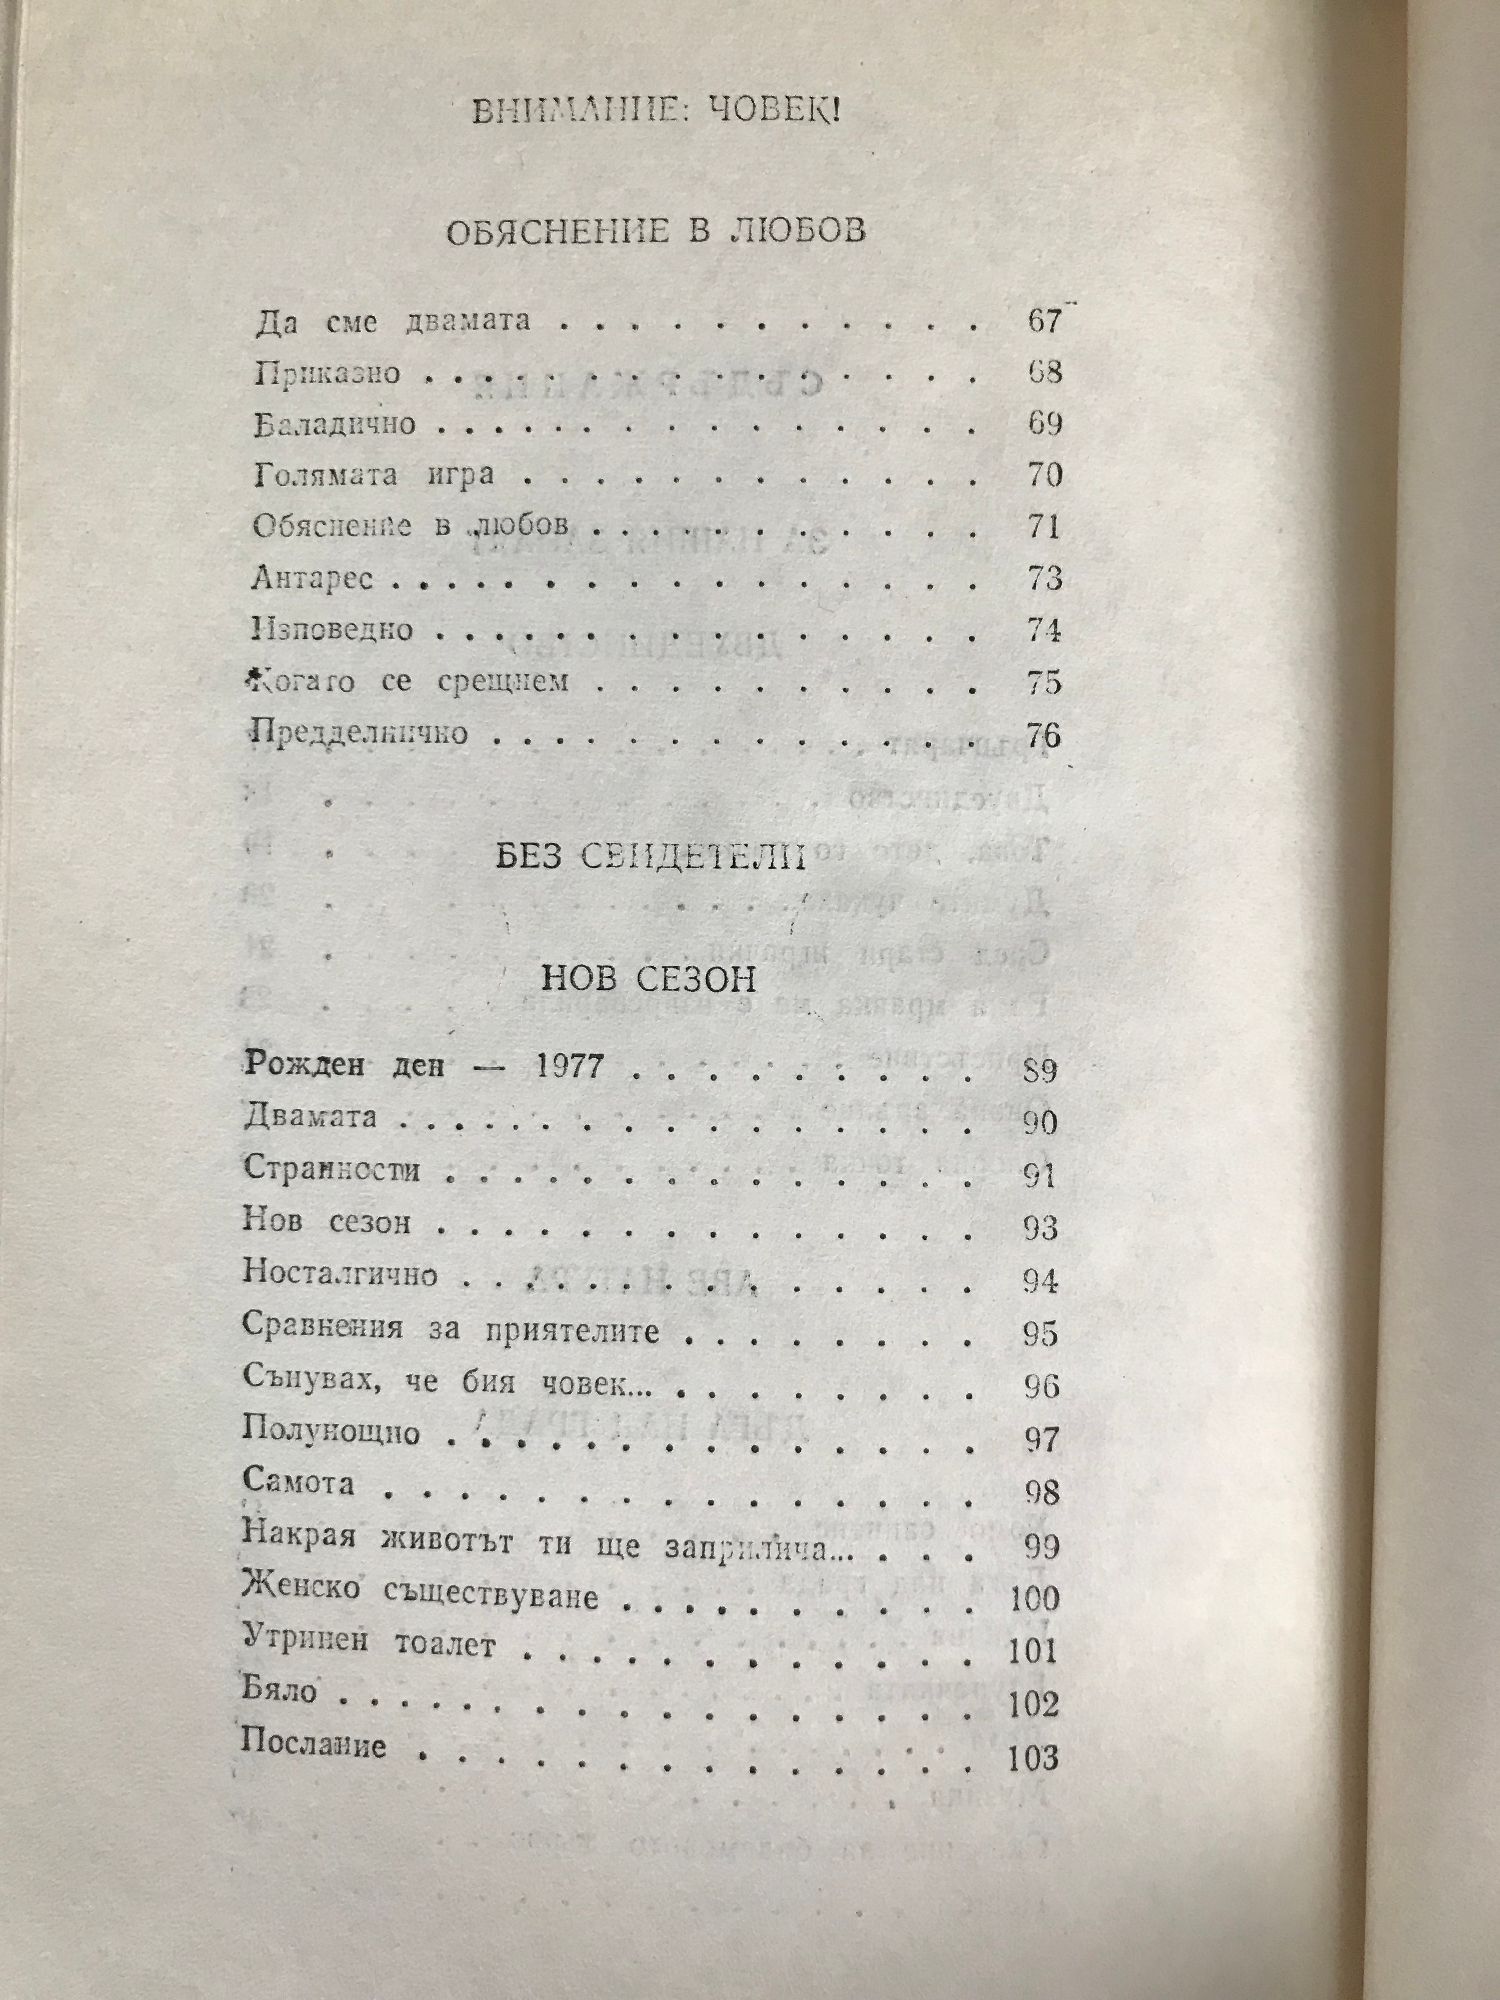 ВНИМАНИЕ: ЧОВЕК!
ОБЯСНЕНИЕ В ЛЮБОВ
Да сме двамата . . . . . . . . . . . 67
Приказно . . . . . . . . . . . . . . 68
Баладично . . . . . . . . . . . . . . 69
Голямата игра . . . . . . . . . . . . 70
Обяснение в любов . . . . . . . . . . 71
Антарес . . . . . . . . . . . . . . . 73
Изповедно . . . . . . . . . . . . . . 74
Когато се срещнем . . . . . . . . . . 75
Предделнично . . . . . . . . . . . . 76
БЕЗ СВИДЕТЕЛИ
НОВ СЕЗОН
Рожден ден — 1977 . . . . . . . . . 89
Двамата . . . . . . . . . . . . . . . 90
Странности . . . . . . . . . . . . . 91
Нов сезон . . . . . . . . . . . . . . 93
Носталгично . . . . . . . . . . . . . 94
Сравнения за приятелите . . . . . . . . 95
Сънувах, че бия човек... . . . . . . . . 96
Полунощно . . . . . . . . . . . . . . 97
Самота . . . . . . . . . . . . . . . 98
Накрая животът ти ще заприлича... . . . . 99
Женско съществуване . . . . . . . . . . 100
Утринен тоалет . . . . . . . . . . . . 101
Бяло . . . . . . . . . . . . . . . . 102
Послание . . . . . . . . . . . . . . 103